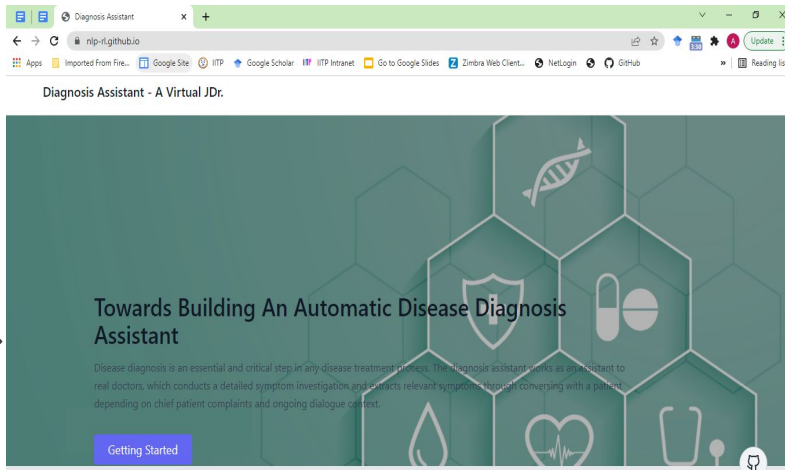 Diagnosis Assistant
nlp-rl.github.io
3:30
A
Update
Apps Imported From Fire... Google Site IITP Google Scholar IITP Intranet Go to Google Slides Zimbra Web Client... NetLogin GitHub » Reading lis
Diagnosis Assistant - A Virtual JDr.
Towards Building An Automatic Disease Diagnosis
Assistant
Disease diagnosis is an essential and critical step in any disease treatment process. The diagnosis assistant works as an assistant to
real doctors, which conducts a detailed symptom investigation and extracts relevant symptoms through conversing with a patient
depending on chief patient complaints and ongoing dialogue context.
Getting Started